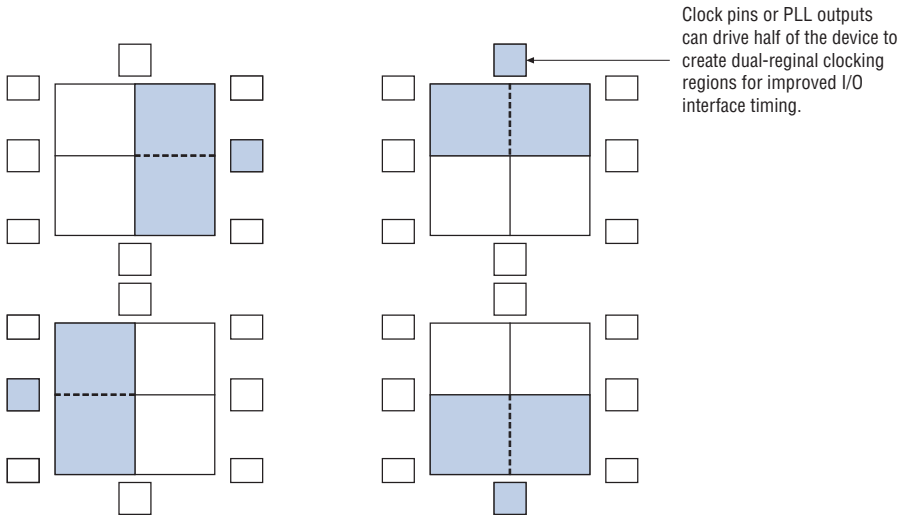 Clock pins or PLL outputs
can drive half of the device to
create dual-reginal clocking
regions for improved I/O
interface timing.